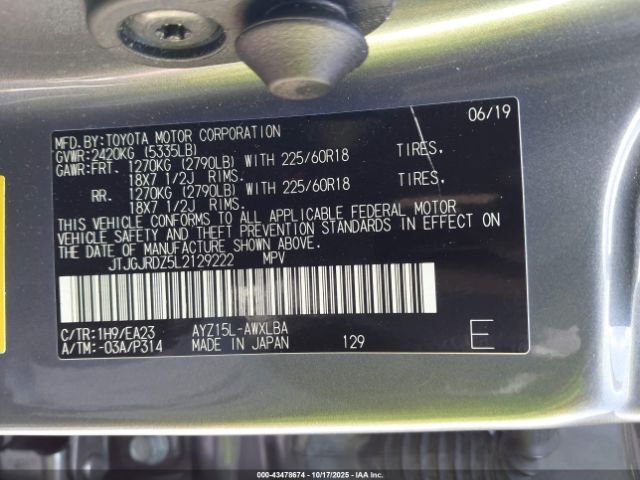 06/19
MFD.BY:TOYOTA MOTOR CORPORATION
GVWR:2420KG (5335LB)
GAWR:FRT. 1270KG (2790LB) WITH 225/60R18 TIRES.
18X7 1/2J RIMS.
RR. 1270KG (2790LB) WITH 225/60R18 TIRES.
18X7 1/2J RIMS.
THIS VEHICLE CONFORMS TO ALL APPLICABLE FEDERAL MOTOR
VEHICLE SAFETY AND THEFT PREVENTION STANDARDS IN EFFECT ON
THE DATE OF MANUFACTURE SHOWN ABOVE.
JTJGJRDZ5L2129222 MPV
C/TR:1H9/EA23 AYZ15L-AWXLBA
A/TM:-03A/P314 MADE IN JAPAN 129 E
000-43478674 | 10/17/2025 - IAA, Inc.